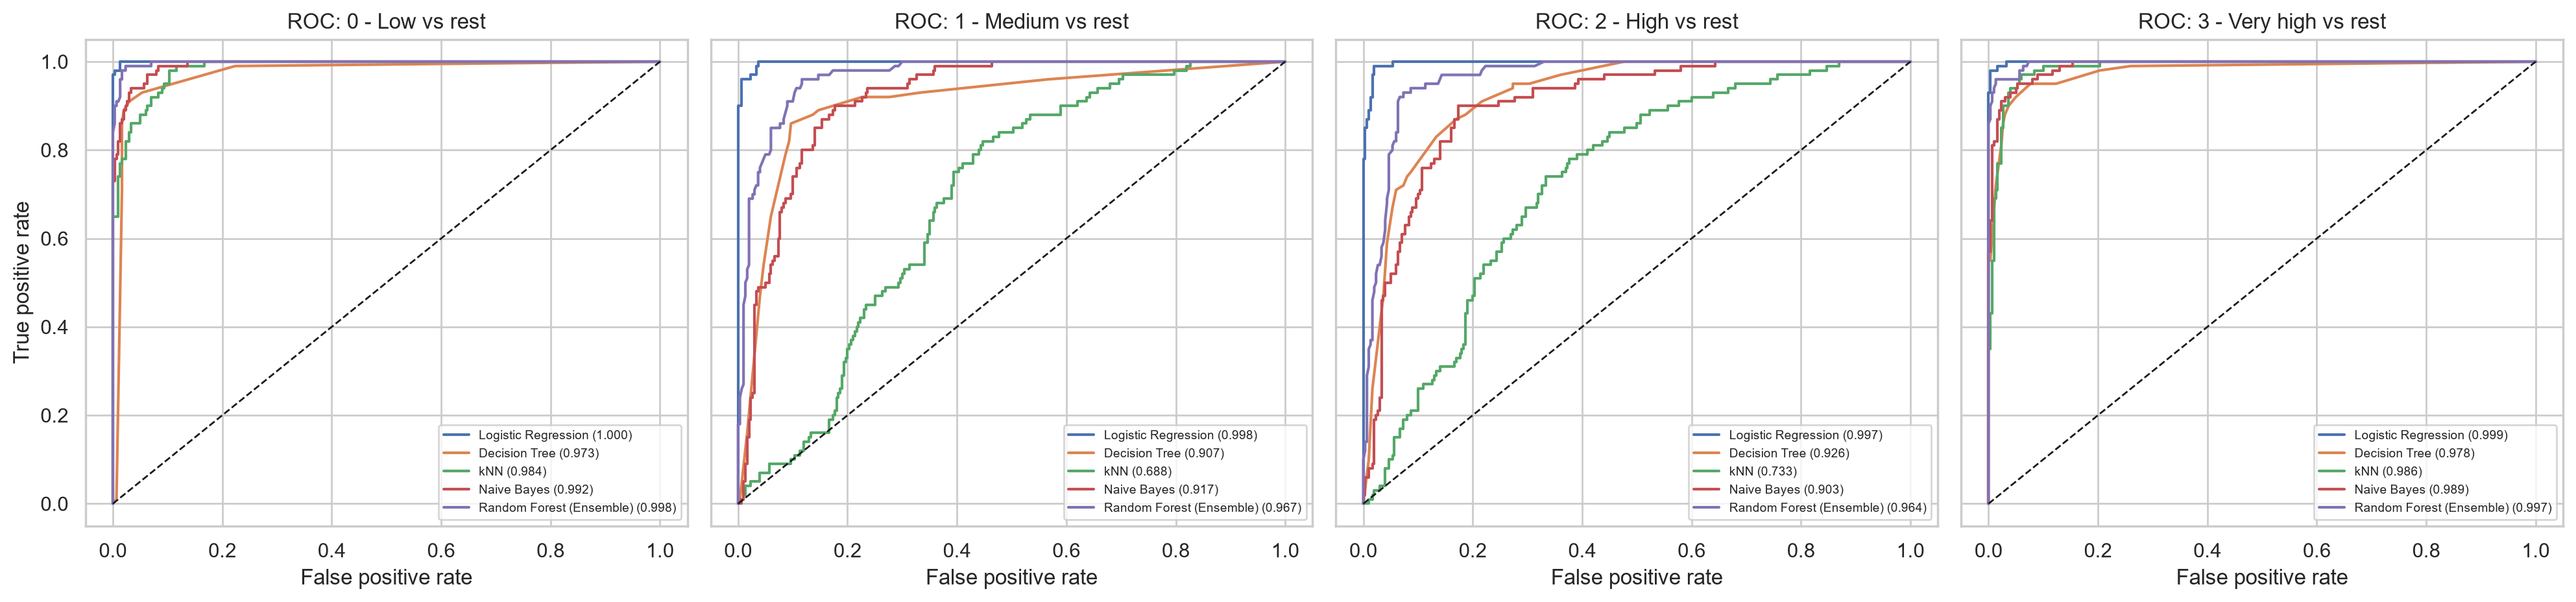 ROC: 0 - Low vs rest
True positive rate
1.0
0.8
0.6
0.4
0.2
0.0
Logistic Regression (1.000)
Decision Tree (0.973)
kNN (0.984)
Naive Bayes (0.992)
Random Forest (Ensemble) (0.998)
0.0 0.2 0.4 0.6 0.8 1.0
False positive rate
ROC: 1 - Medium vs rest
Logistic Regression (0.998)
Decision Tree (0.907)
kNN (0.688)
Naive Bayes (0.917)
Random Forest (Ensemble) (0.967)
0.0 0.2 0.4 0.6 0.8 1.0
False positive rate
ROC: 2 - High vs rest
Logistic Regression (0.997)
Decision Tree (0.926)
kNN (0.733)
Naive Bayes (0.903)
Random Forest (Ensemble) (0.964)
0.0 0.2 0.4 0.6 0.8 1.0
False positive rate
ROC: 3 - Very high vs rest
Logistic Regression (0.999)
Decision Tree (0.978)
kNN (0.986)
Naive Bayes (0.989)
Random Forest (Ensemble) (0.997)
0.0 0.2 0.4 0.6 0.8 1.0
False positive rate